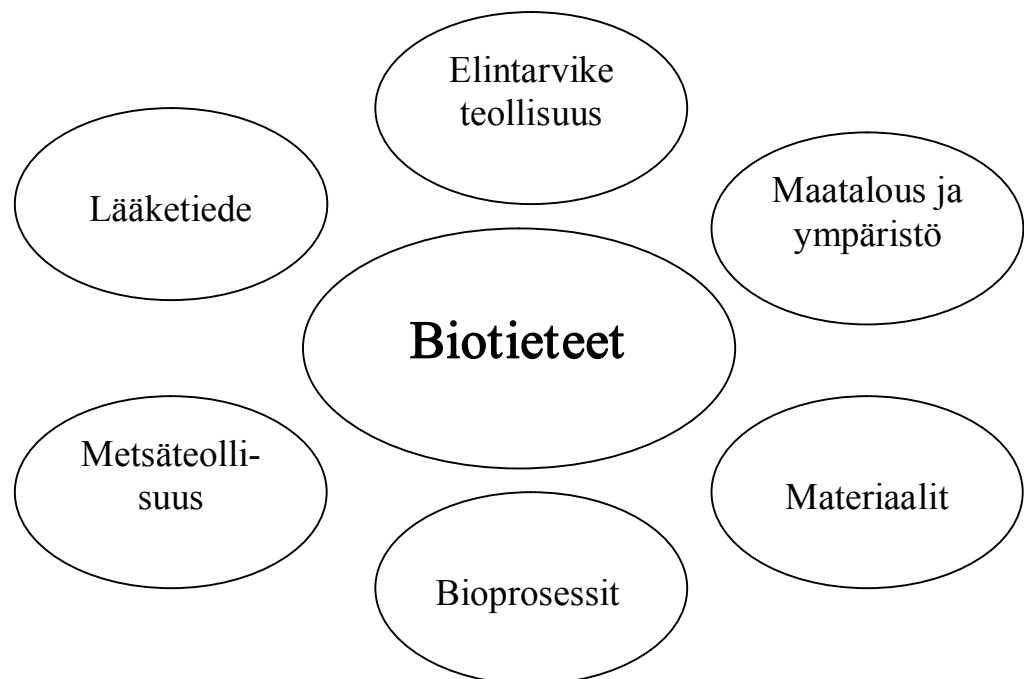 Elintarvike
teollisuus
Lääketiede
Maatalous ja
ympäristö
Biotieteet
Metsäteolli-
suus
Materiaalit
Bioprosessit